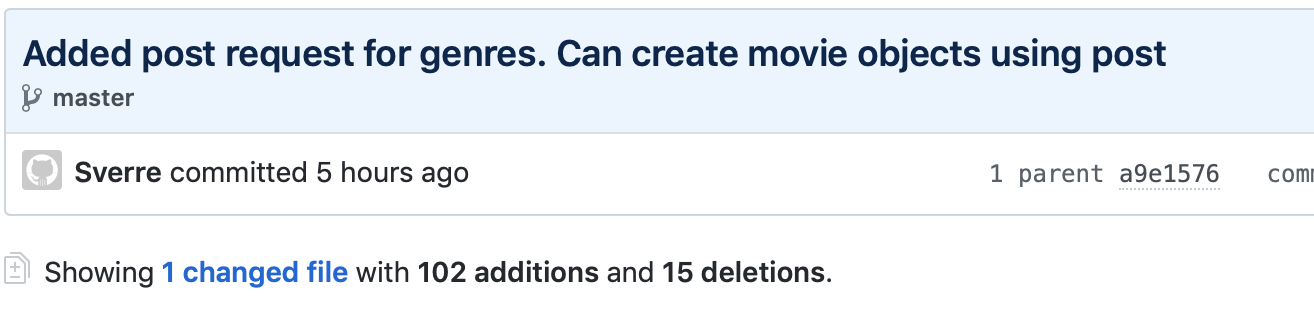 Added post request for genres. Can create movie objects using post
master
Sverre committed 5 hours ago 1 parent a9e1576
Showing 1 changed file with 102 additions and 15 deletions.